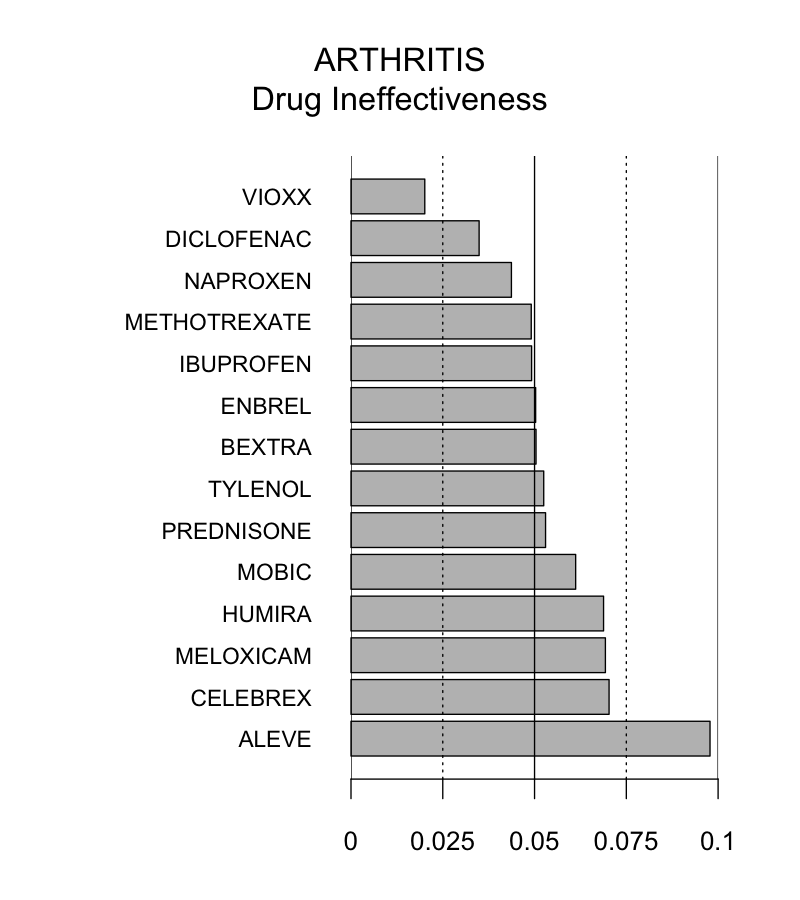 ARTHRITIS
Drug Ineffectiveness
VIOXX
DICLOFENAC
NAPROXEN
METHOTREXATE
IBUPROFEN
ENBREL
BEXTRA
TYLENOL
PREDNISONE
MOBIC
HUMIRA
MELOXICAM
CELEBREX
ALEVE
0 0.025 0.05 0.075 0.1